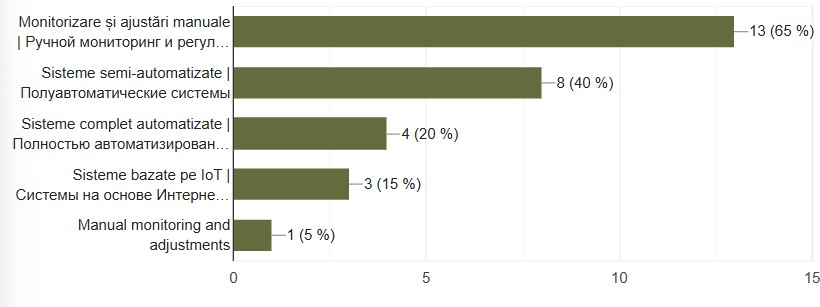 Monitorizare și ajustări manuale
| Ручной мониторинг и регул…
13 (65 %)
Sisteme semi-automatizate |
Полуавтоматические системы
8 (40 %)
Sisteme complet automatizate |
Полностью автоматизирован…
4 (20 %)
Sisteme bazate pe IoT |
Системы на основе Интерне…
3 (15 %)
Manual monitoring and
adjustments
1 (5 %)
0 5 10 15